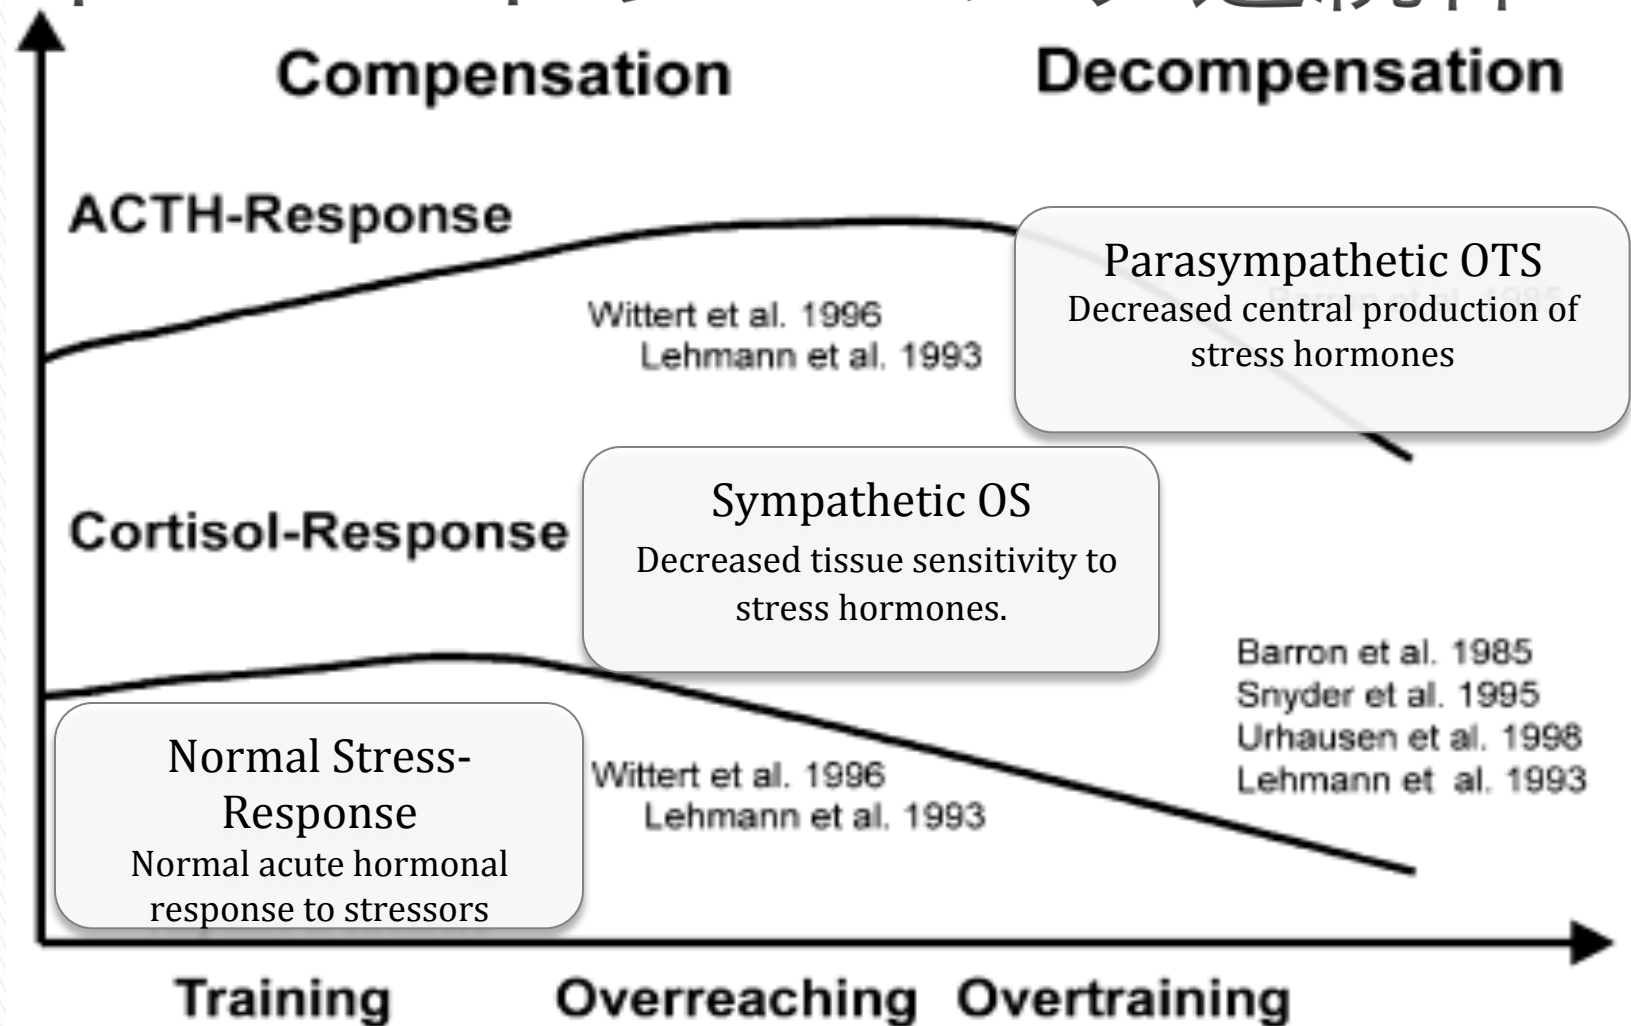 Compensation
Decompensation
ACTH-Response
Parasympathetic OTS
Decreased central production of
stress hormones
Wittert et al. 1996
Lehmann et al. 1993
Cortisol-Response
Sympathetic OS
Decreased tissue sensitivity to
stress hormones.
Barron et al. 1985
Snyder et al. 1995
Urhausen et al. 1998
Lehmann et al. 1993
Normal Stress-
Response
Normal acute hormonal
response to stressors
Wittert et al. 1996
Lehmann et al. 1993
Training
Overreaching
Overtraining